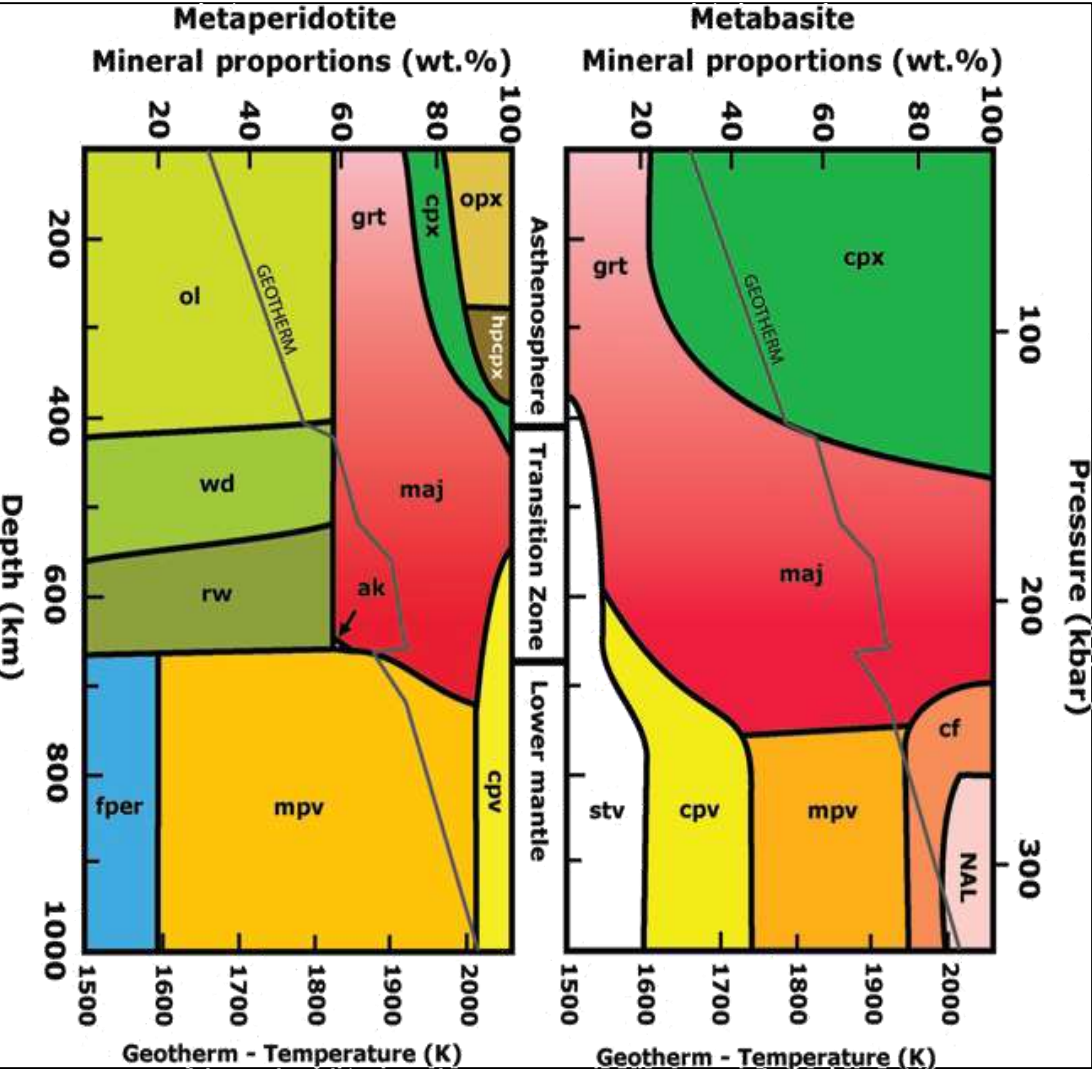 Metaperidotite
Mineral proportions (wt.%)
20 40 60 80 100
Metabasite
Mineral proportions (wt.%)
20 40 60 80 100
Depth (km)
200
400
600
800
1000
ol
wd
rw
fper
mpv
grt
maj
ak
cpx
opx
hpcpx
cpv
GEOTHERM
Asthenosphere
Transition Zone
Lower mantle
grt
cpx
GEOTHERM
maj
stv
cpv
mpv
cf
NAL
Pressure (kbar)
100
200
300
1500 1600 1700 1800 1900 2000
Geotherm - Temperature (K)
1500 1600 1700 1800 1900 2000
Geotherm - Temperature (K)